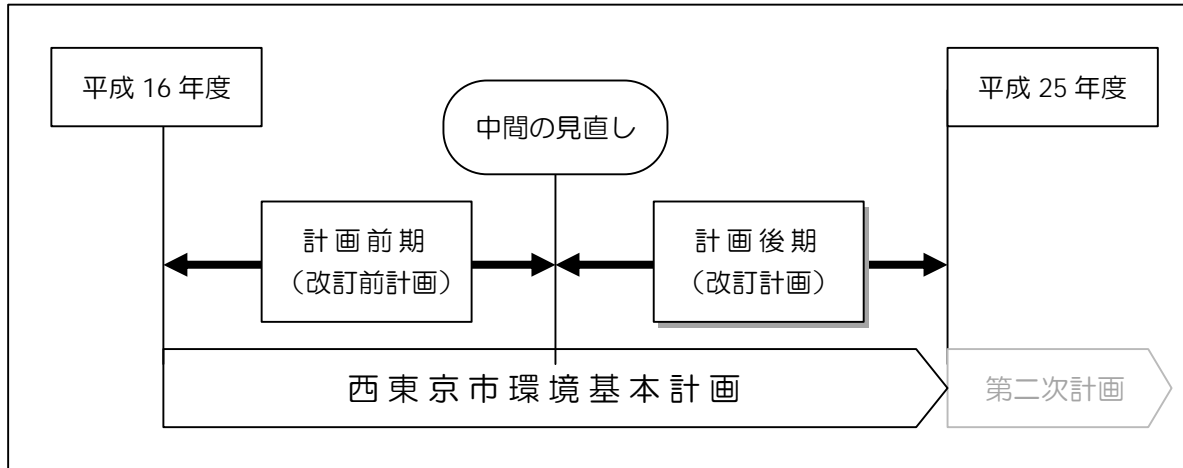 平成 16 年度
平成 25 年度
中間の見直し
計画前期
（改訂前計画）
計画後期
（改訂計画）
西東京市環境基本計画
第二次計画